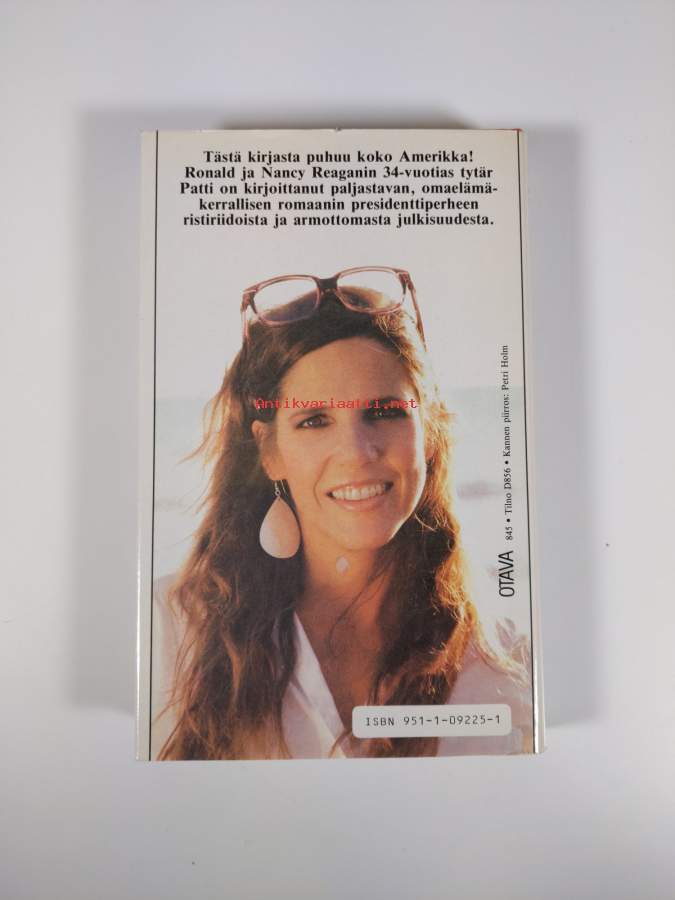 Tästä kirjasta puhuu koko Amerikka!
Ronald ja Nancy Reaganin 34-vuotias tytär
Patti on kirjoittanut paljastavan, omaelämä-
kerrallisen romaanin presidenttiperheen
ristiriidoista ja armottomasta julkisuudesta.
Antikvariaatti.net
OTAVA 845 • Tilno D856 • Kannen piirros: Petri Holm
ISBN 951-1-09225-1